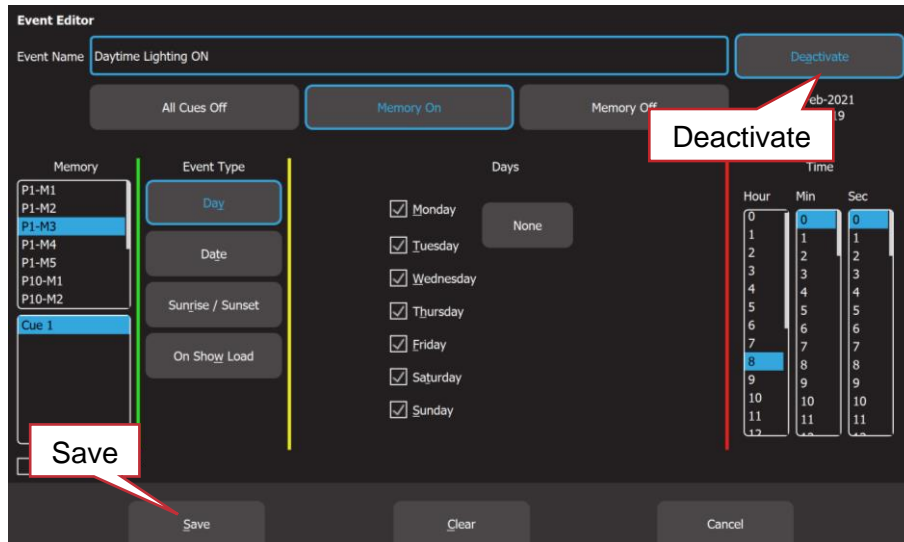 Event Editor
Event Name
Daytime Lighting ON
Deactivate
All Cues Off
Memory On
Memory
Deactivate
eb-2021
19
Memory
P1-M1
P1-M2
P1-M3
P1-M4
P1-M5
P10-M1
P10-M2
Cue 1
Event Type
Day
Date
Sunrise / Sunset
On Show Load
Days
Monday
Tuesday
Wednesday
Thursday
Friday
Saturday
Sunday
None
Time
Hour
0
1
2
3
4
5
6
7
8
9
10
11
12
Min
0
1
2
3
4
5
6
7
8
9
10
11
Sec
0
1
2
3
4
5
6
7
8
9
10
11
Save
Save
Clear
Cancel